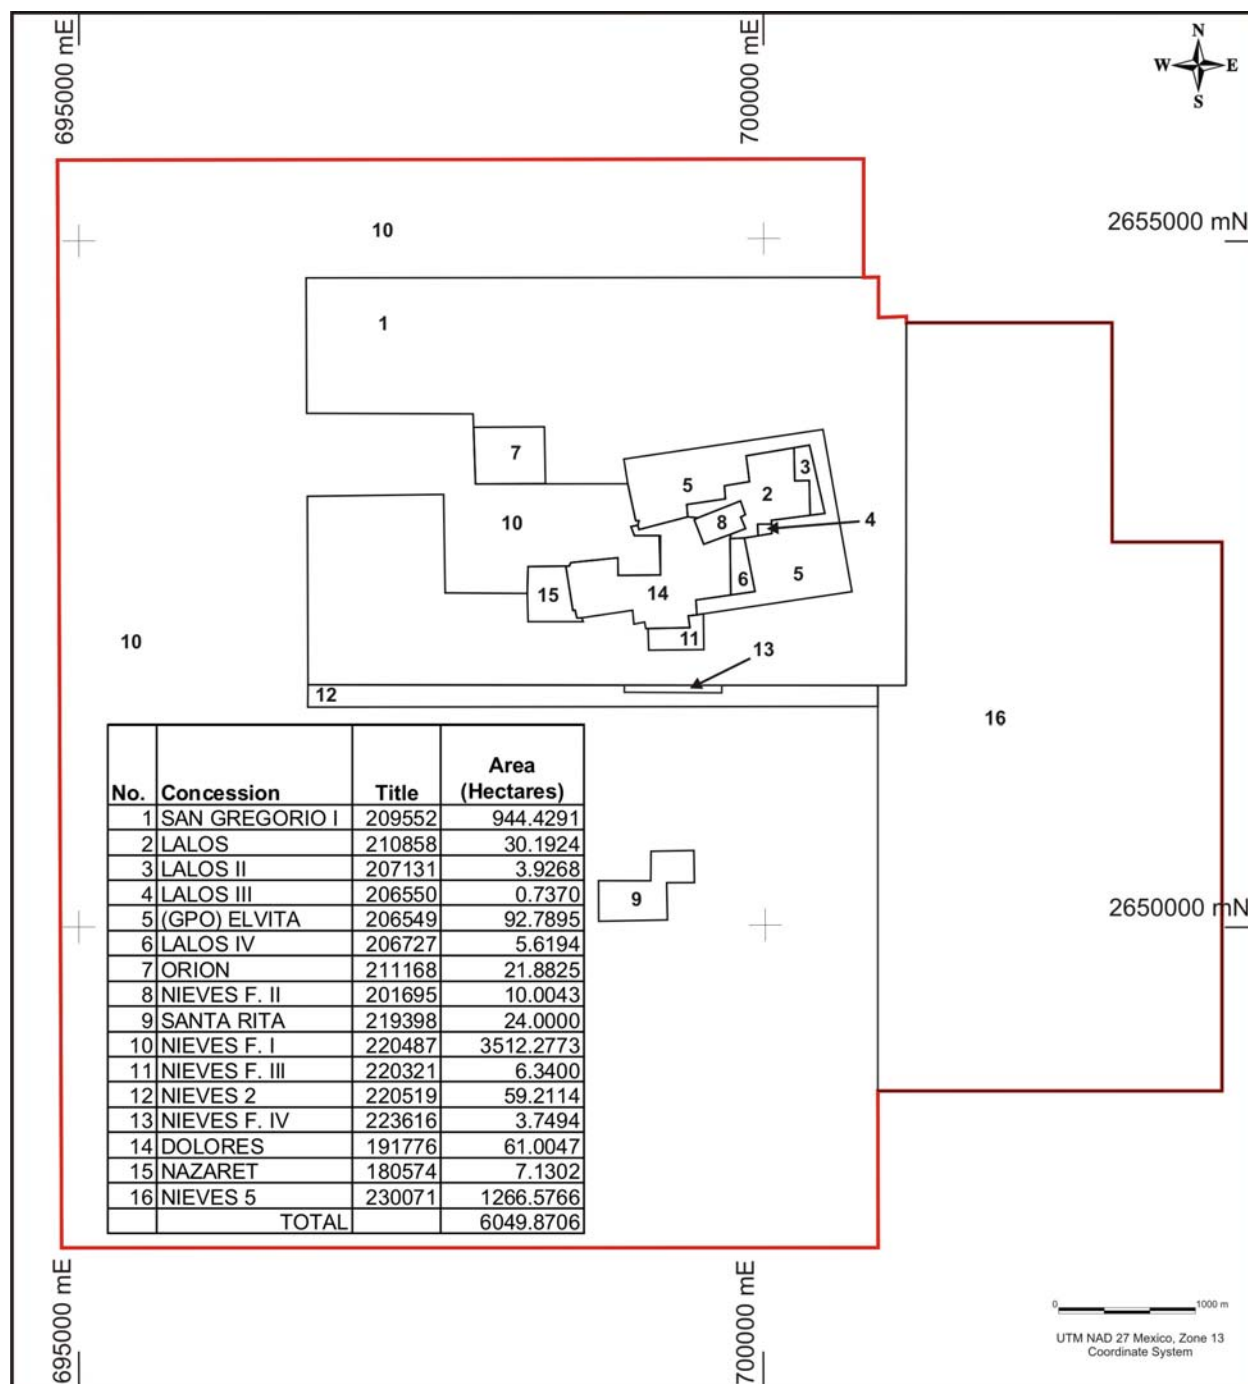 695000 mE
700000 mE
N
W E
S
2655000 mN
10
1
7
3
5
2
10
8
4
15
14
6
5
11
13
12
10
16
No. Concession Title Area (Hectares)
1 SAN GREGORIO I 209552 944.4291
2 LALOS 210858 30.1924
3 LALOS II 207131 3.9268
4 LALOS III 206550 0.7370
5 (GPO) ELVITA 206549 92.7895
6 LALOS IV 206727 5.6194
7 ORION 211168 21.8825
8 NIEVES F. II 201695 10.0043
9 SANTA RITA 219398 24.0000
10 NIEVES F. I 220487 3512.2773
11 NIEVES F. III 220321 6.3400
12 NIEVES 2 220519 59.2114
13 NIEVES F. IV 223616 3.7494
14 DOLORES 191776 61.0047
15 NAZARET 180574 7.1302
16 NIEVES 5 230071 1266.5766
TOTAL 6049.8706
9
2650000 mN
695000 mE
700000 mE
0 1000 m
UTM NAD 27 Mexico, Zone 13
Coordinate System